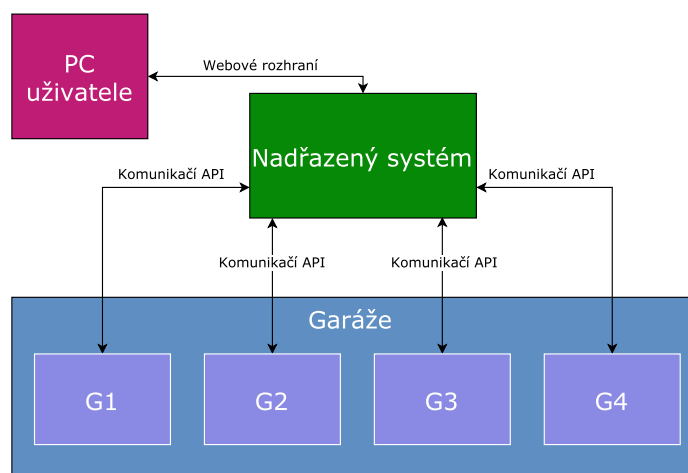 PC
uživatele
Webové rozhraní
Nadřazený systém
Komunikačí API
Komunikačí API
Komunikačí API
Komunikačí API
Garáže
G1
G2
G3
G4